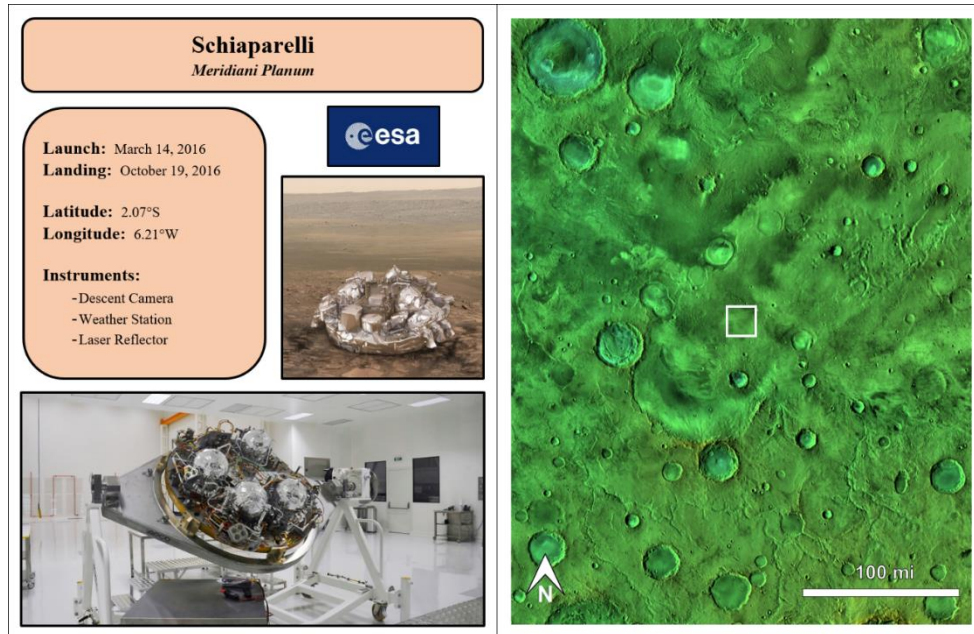 Schiaparelli
Meridiani Planum
esa
Launch: March 14, 2016
Landing: October 19, 2016
Latitude: 2.07°S
Longitude: 6.21°W
Instruments:
-Descent Camera
-Weather Station
-Laser Reflector
N
100 mi